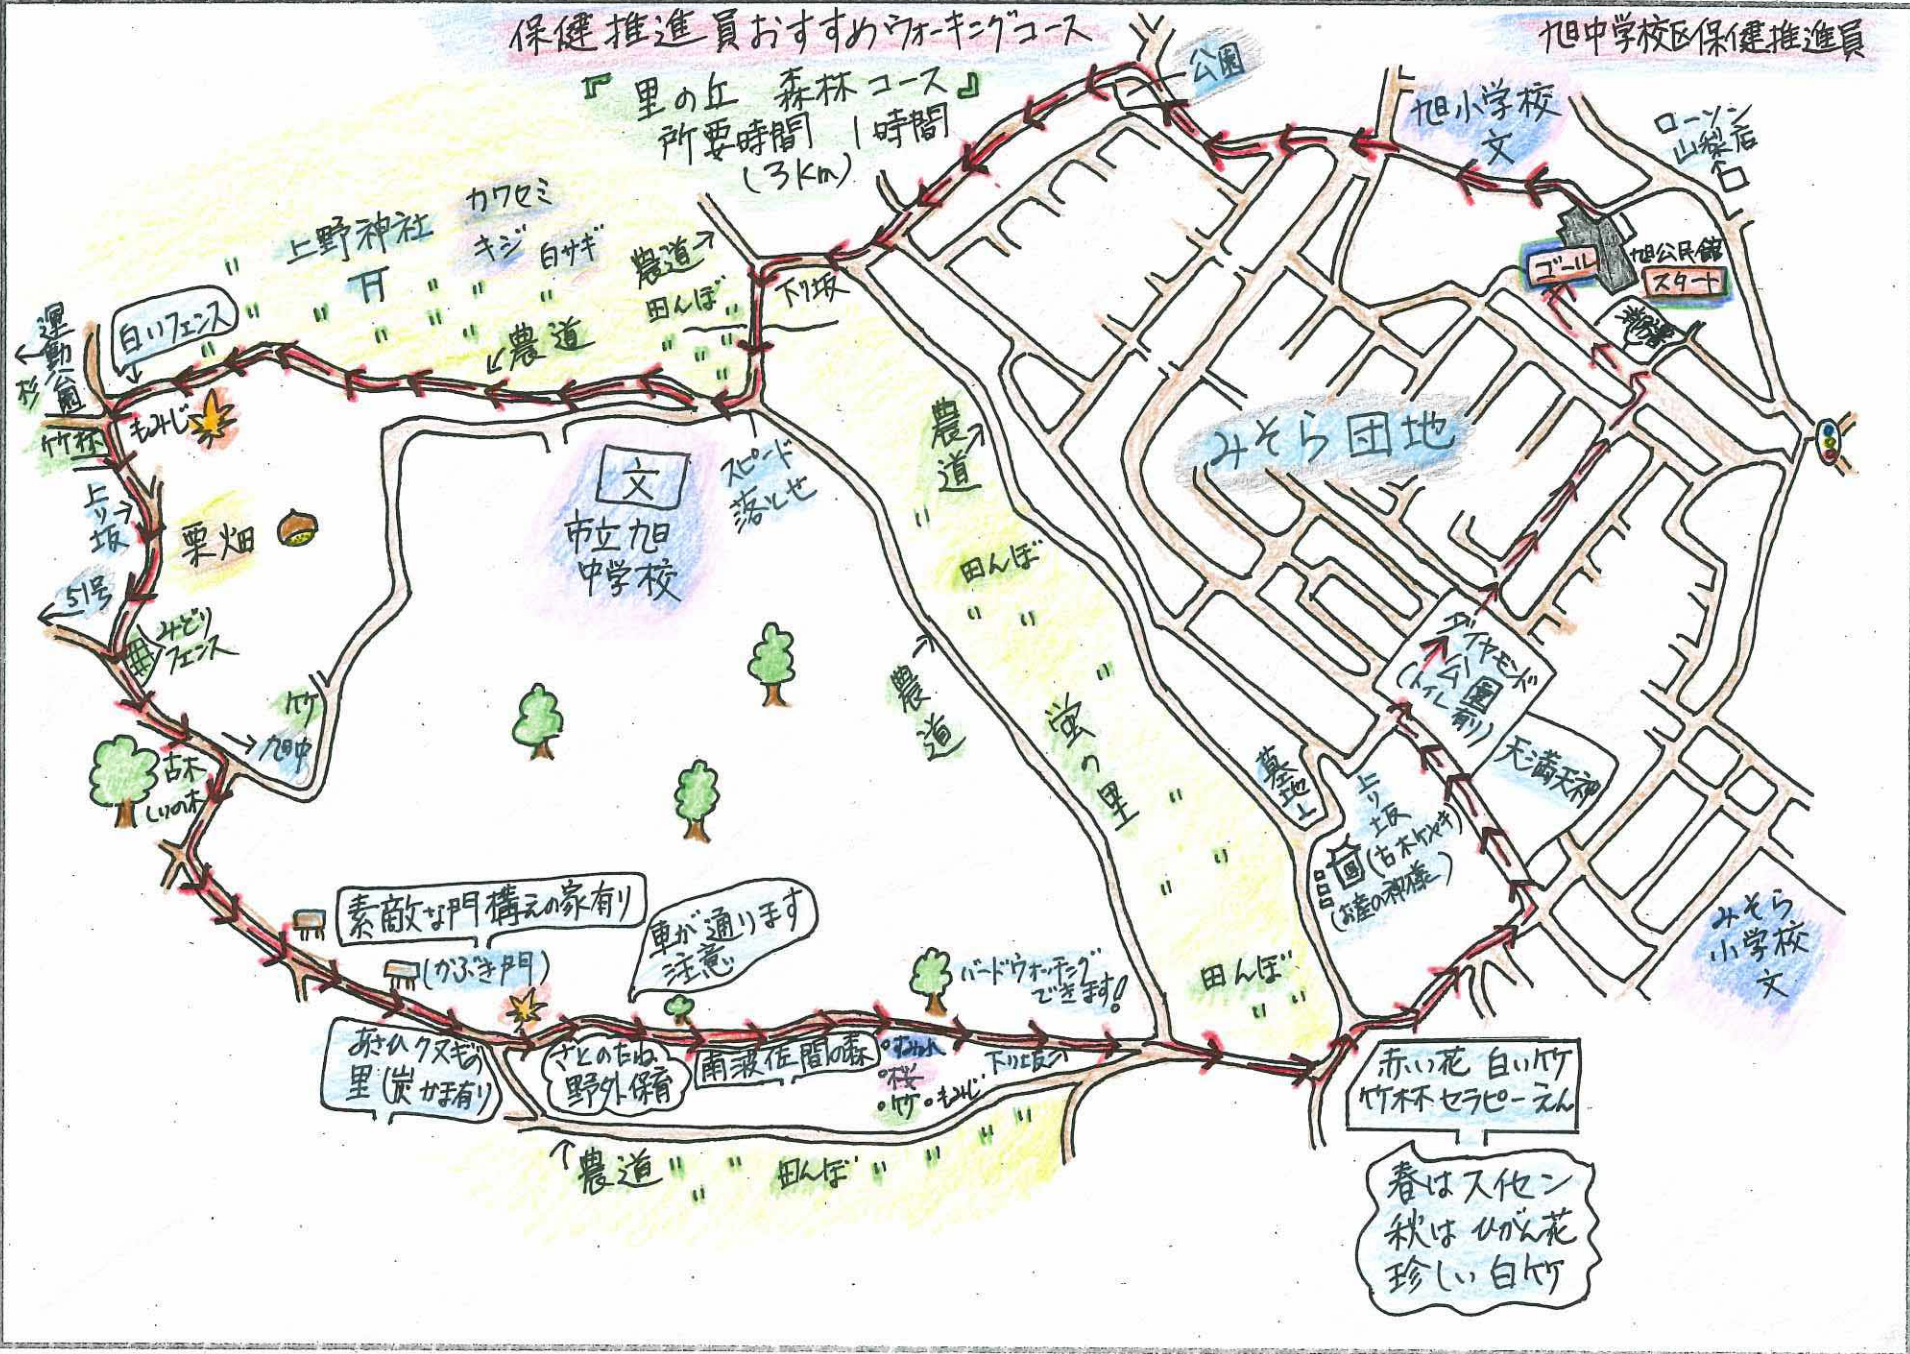 保健推進員おすすめウォーキングコース
旭中学校区保健推進員
『里の丘 森林コース』
所要時間 1時間
(3km)
公園
旭小学校
文
ローソン
山梨店
旭公民館
スタート
ゴール
消防署
カワセミ
キジ
白サギ
上野神社
農道→
田んぼ
下り坂
↙農道
白いフェンス
←運動公園
杉
竹林
もみじ
上り坂
栗畑
←51号
みどり
フェンス
竹
→旭中
古木
しいの木
文
市立旭
中学校
スピード
落とせ
農道
田んぼ
農道
蛍の里
みそら団地
ダイヤモンド
公園
(トイレ有り)
天満天神
墓地
上り坂
(古木ケヤキ)
(お産の神様)
みそら
小学校
文
田んぼ
素敵な門構えの家有り
(かぶき門)
車が通ります
注意
バードウォッチング
できます!
あさひクヌギの
里(炭がま有り)
さとのたね
野外保育
南波佐間の森
・すみれ
・桜
・竹・もみじ
下り坂
↑農道
田んぼ
赤い花 白い竹
竹林セラピーえん
春はスイセン
秋はひがん花
珍しい白竹